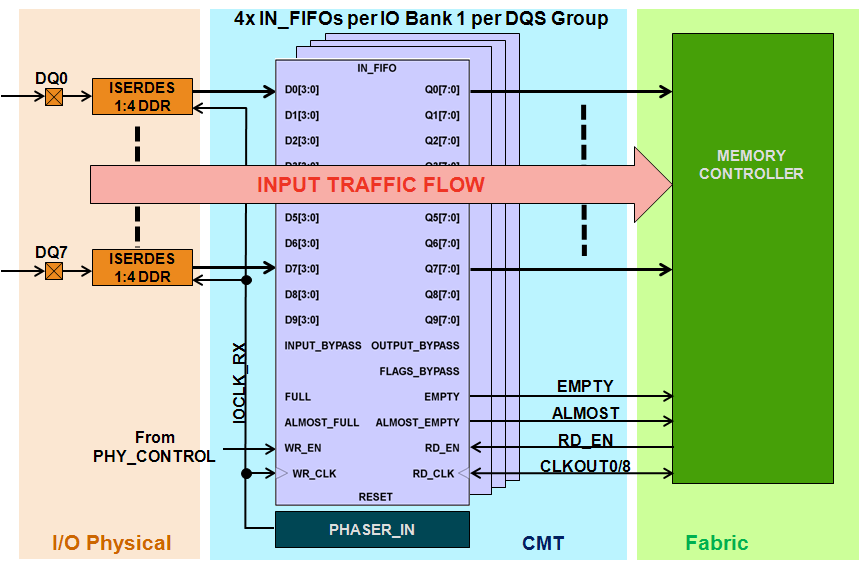 4x IN_FIFOs per IO Bank 1 per DQS Group
IN_FIFO
DQ0
ISERDES
1:4 DDR
D0[3:0] Q0[7:0]
D1[3:0] Q1[7:0]
D2[3:0] Q2[7:0]
MEMORY
CONTROLLER
INPUT TRAFFIC FLOW
D5[3:0] Q5[7:0]
D6[3:0] Q6[7:0]
DQ7
ISERDES
1:4 DDR
D7[3:0] Q7[7:0]
D8[3:0] Q8[7:0]
D9[3:0] Q9[7:0]
INPUT_BYPASS OUTPUT_BYPASS
FLAGS_BYPASS
IOCLK_RX
FULL EMPTY
EMPTY
ALMOST_FULL ALMOST_EMPTY
ALMOST
From
PHY_CONTROL
WR_EN RD_EN
RD_EN
WR_CLK RD_CLK
CLKOUT0/8
RESET
PHASER_IN
I/O Physical
CMT
Fabric